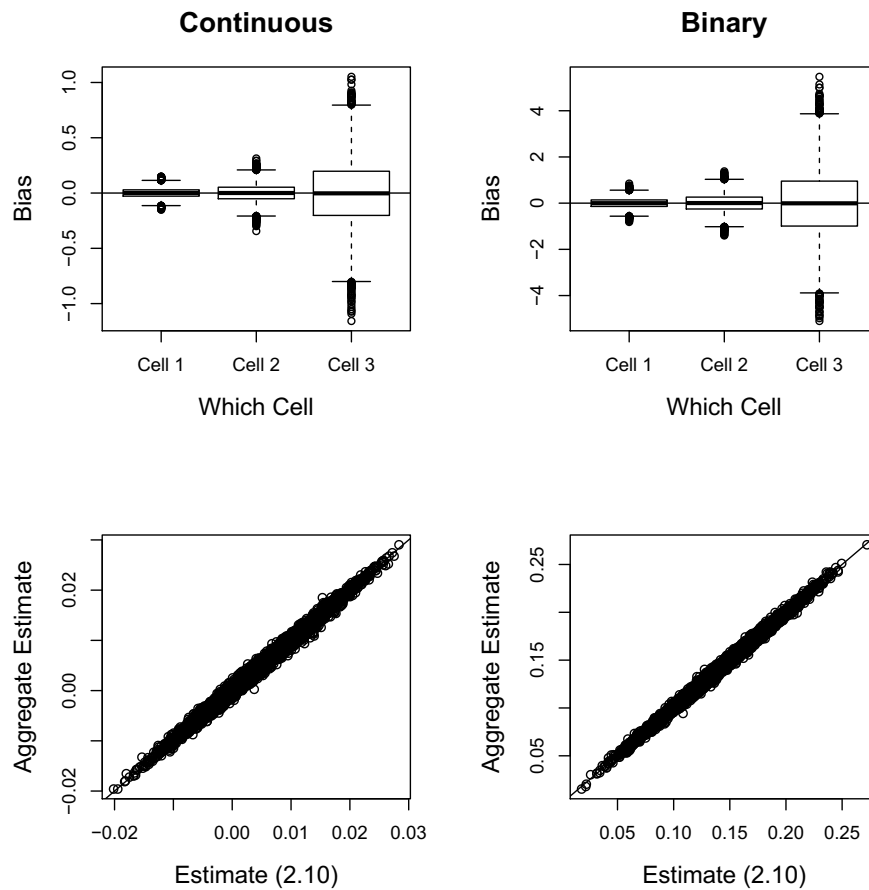 Continuous
Binary
Bias
1.0
0.5
0.0
−0.5
−1.0
Cell 1
Cell 2
Cell 3
Which Cell
Bias
4
2
0
−2
−4
Cell 1
Cell 2
Cell 3
Which Cell
Aggregate Estimate
0.02
0.00
−0.02
−0.02
0.00
0.01
0.02
0.03
Estimate (2.10)
Aggregate Estimate
0.25
0.15
0.05
0.05
0.10
0.15
0.20
0.25
Estimate (2.10)